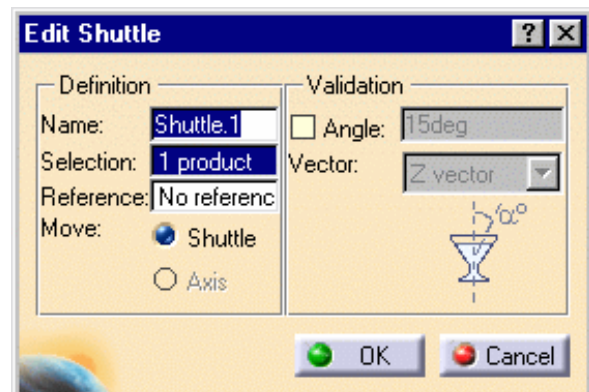 Edit Shuttle
Definition
Name: Shuttle.1
Selection: 1 product
Reference: No referenc
Move: Shuttle
Axis
Validation
Angle: 15deg
Vector: Z vector
α°
OK Cancel